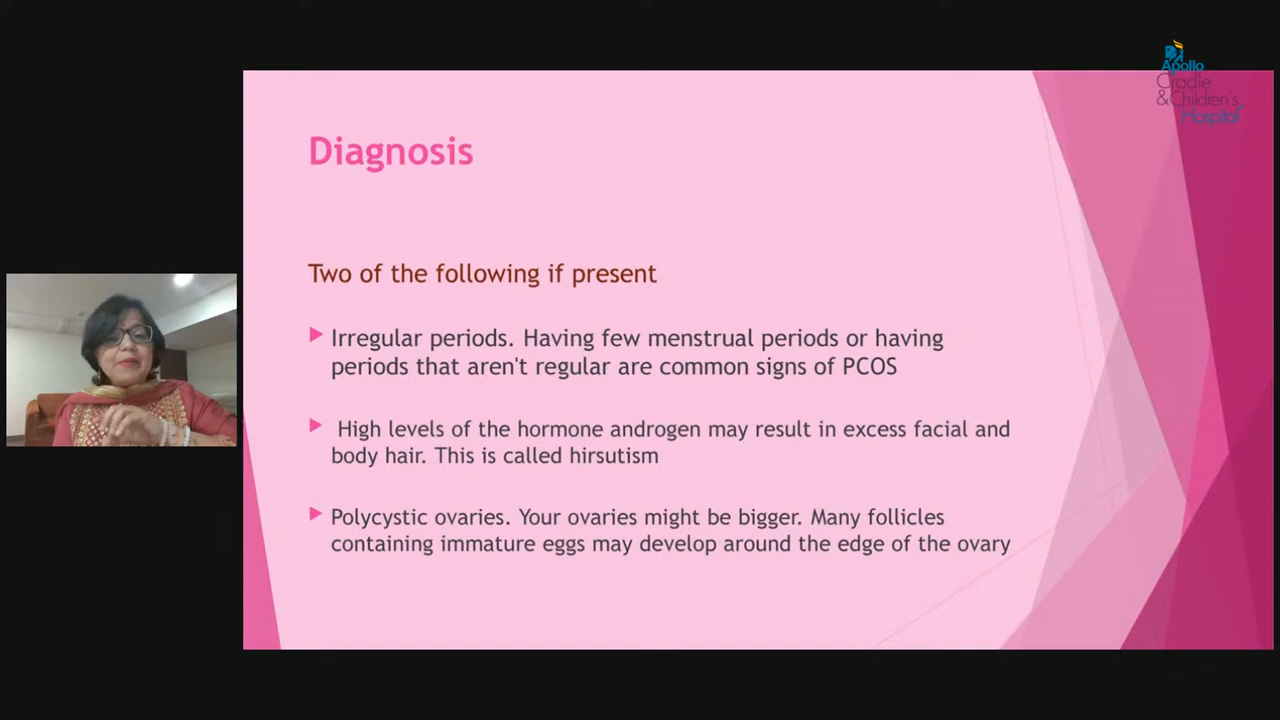 Apollo
Cradle
&Children's
Hospital
Diagnosis
Two of the following if present
Irregular periods. Having few menstrual periods or having
periods that aren't regular are common signs of PCOS
High levels of the hormone androgen may result in excess facial and
body hair. This is called hirsutism
Polycystic ovaries. Your ovaries might be bigger. Many follicles
containing immature eggs may develop around the edge of the ovary